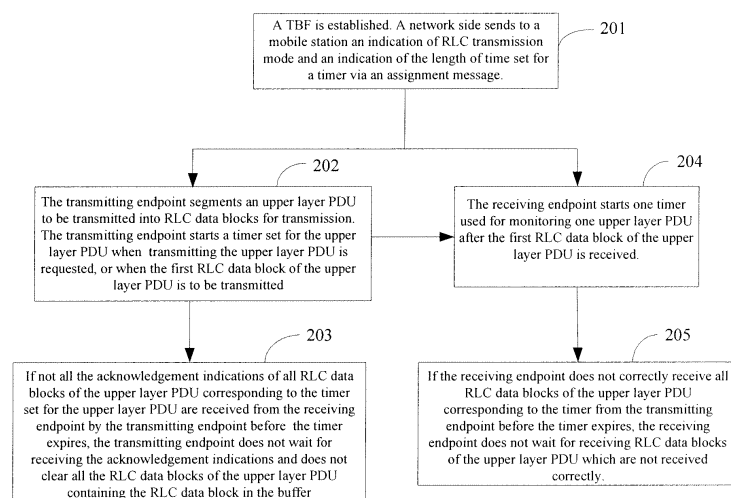 A TBF is established. A network side sends to a
mobile station an indication of RLC transmission
mode and an indication of the length of time set for
a timer via an assignment message.
201
202
The transmitting endpoint segments an upper layer PDU
to be transmitted into RLC data blocks for transmission.
The transmitting endpoint starts a timer set for the upper
layer PDU when transmitting the upper layer PDU is
requested, or when the first RLC data block of the upper
layer PDU is to be transmitted
204
The receiving endpoint starts one timer
used for monitoring one upper layer PDU
after the first RLC data block of the upper
layer PDU is received.
203
If not all the acknowledgement indications of all RLC data
blocks of the upper layer PDU corresponding to the timer
set for the upper layer PDU are received from the receiving
endpoint by the transmitting endpoint before the timer
expires, the transmitting endpoint does not wait for
receiving the acknowledgement indications and does not
clear all the RLC data blocks of the upper layer PDU
containing the RLC data block in the buffer
205
If the receiving endpoint does not correctly receive all
RLC data blocks of the upper layer PDU
corresponding to the timer from the transmitting
endpoint before the timer expires, the receiving
endpoint does not wait for receiving RLC data blocks
of the upper layer PDU which are not received
correctly.